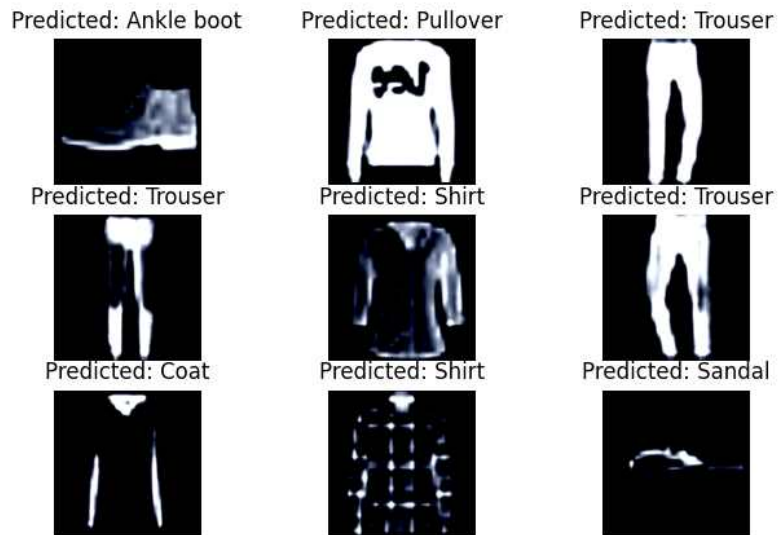 Predicted: Ankle boot
Predicted: Pullover
Predicted: Trouser
Predicted: Trouser
Predicted: Shirt
Predicted: Trouser
Predicted: Coat
Predicted: Shirt
Predicted: Sandal